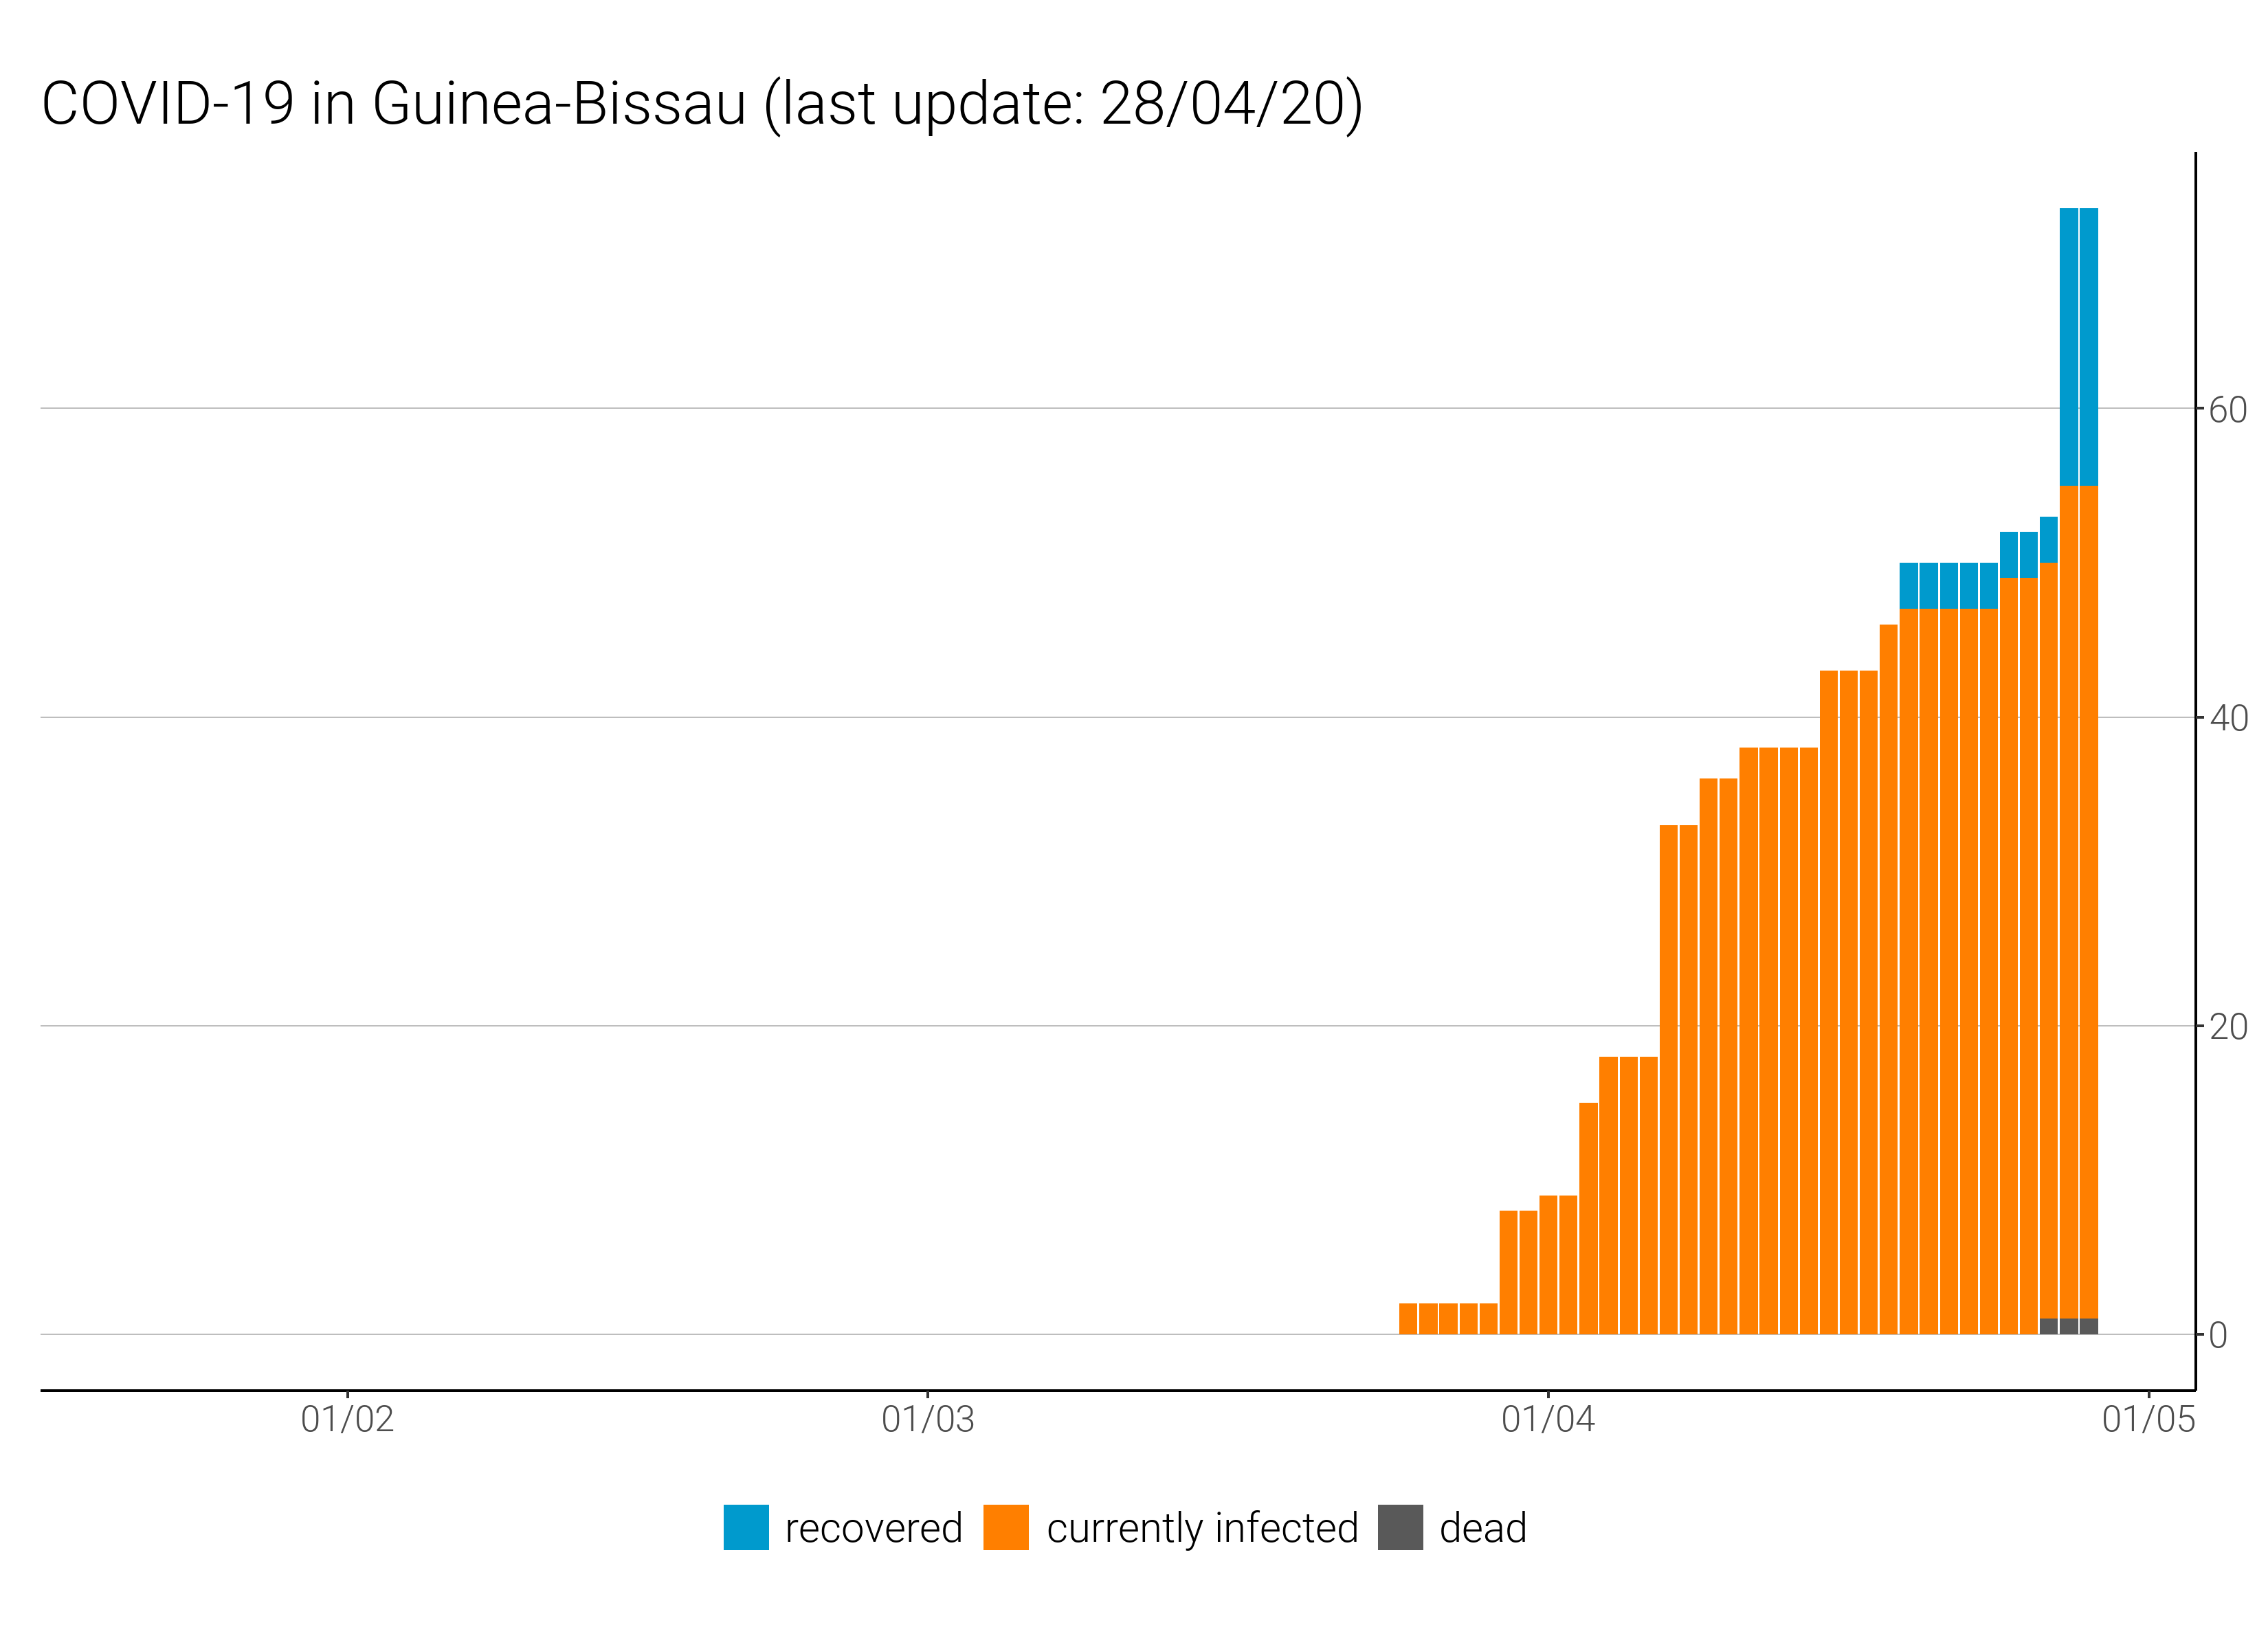 COVID-19 in Guinea-Bissau (last update: 28/04/20)
60
40
20
0
01/02 01/03 01/04 01/05
recovered currently infected dead